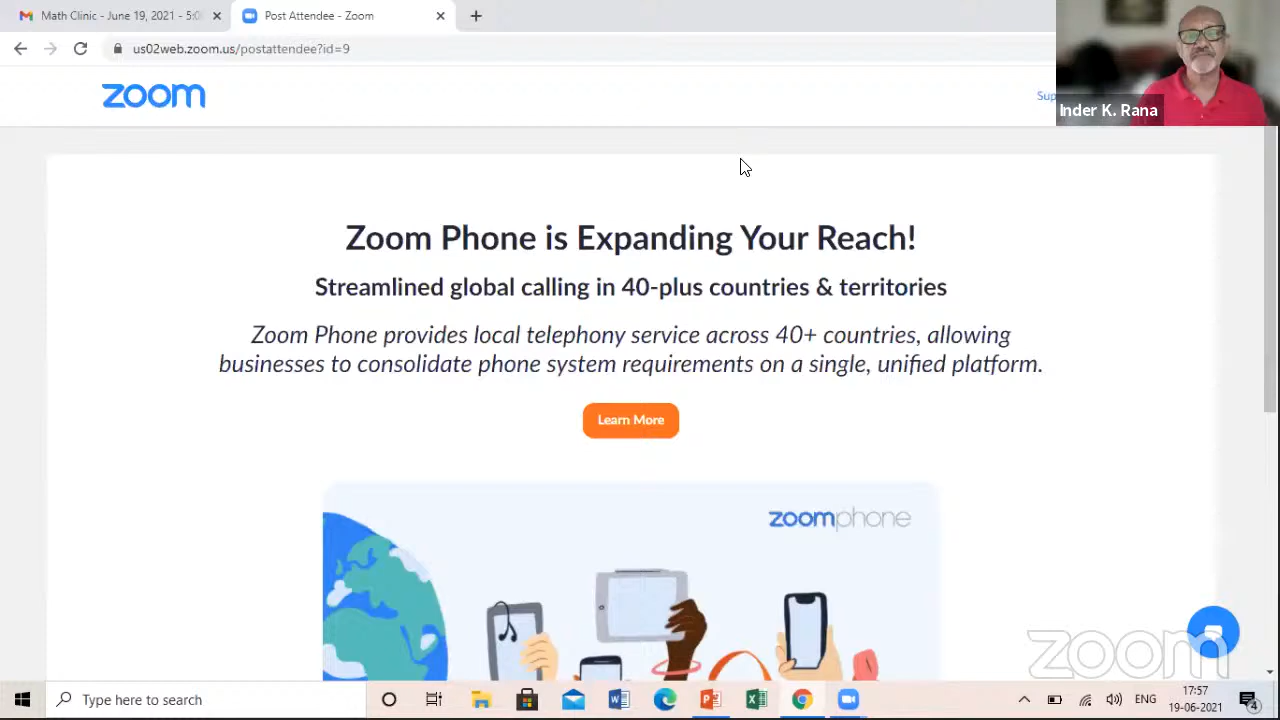 Math Clinic - June 19, 2021 - 5:0
Post Attendee - Zoom
us02web.zoom.us/postattendee?id=9
zoom
Sup
Inder K. Rana
Zoom Phone is Expanding Your Reach!
Streamlined global calling in 40-plus countries & territories
Zoom Phone provides local telephony service across 40+ countries, allowing
businesses to consolidate phone system requirements on a single, unified platform.
Learn More
zoomphone
zoom
Type here to search
ENG
17:57
19-06-2021
4